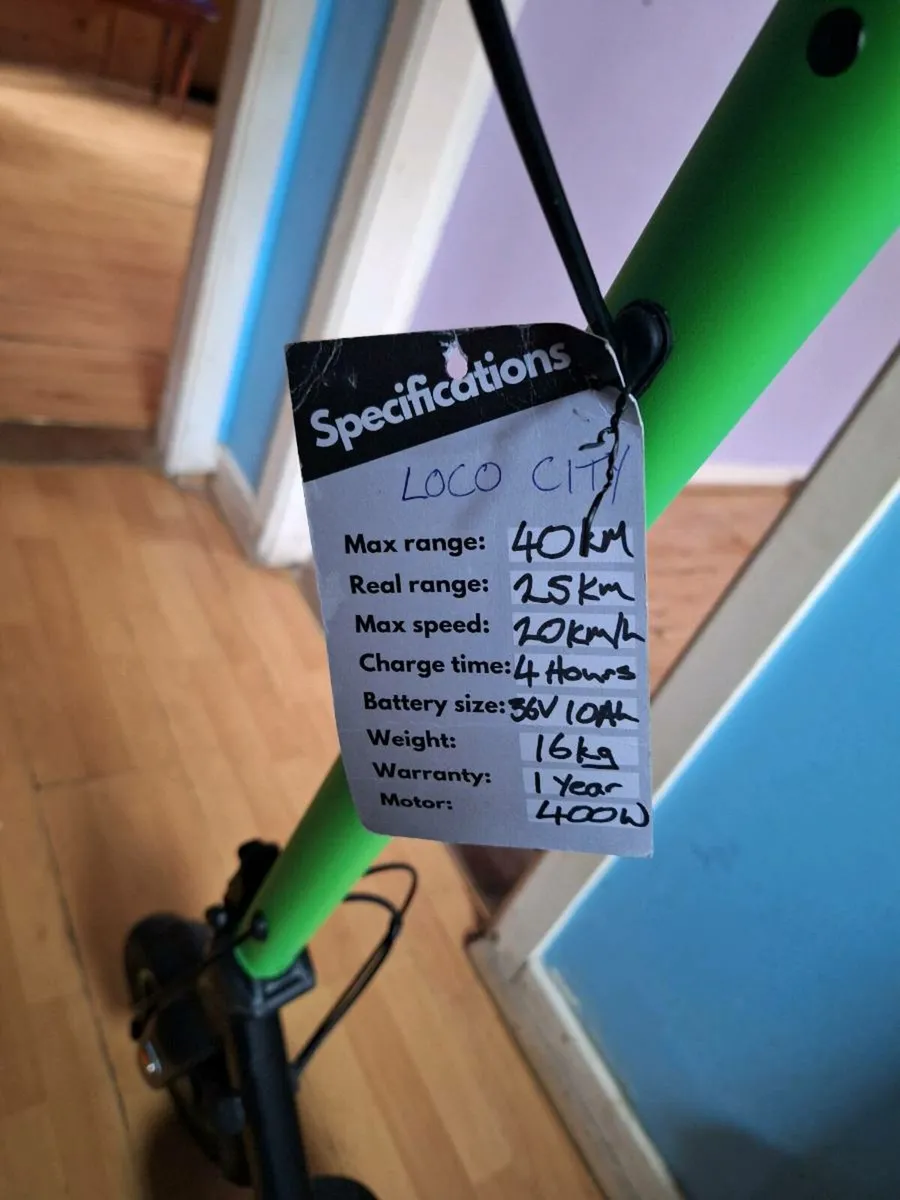 Specifications
LOCO CITY
Max range: 40KM
Real range: 25Km
Max speed: 20km/h
Charge time: 4 Hours
Battery size: 36V 10Ah
Weight: 16kg
Warranty: 1 Year
Motor: 400W